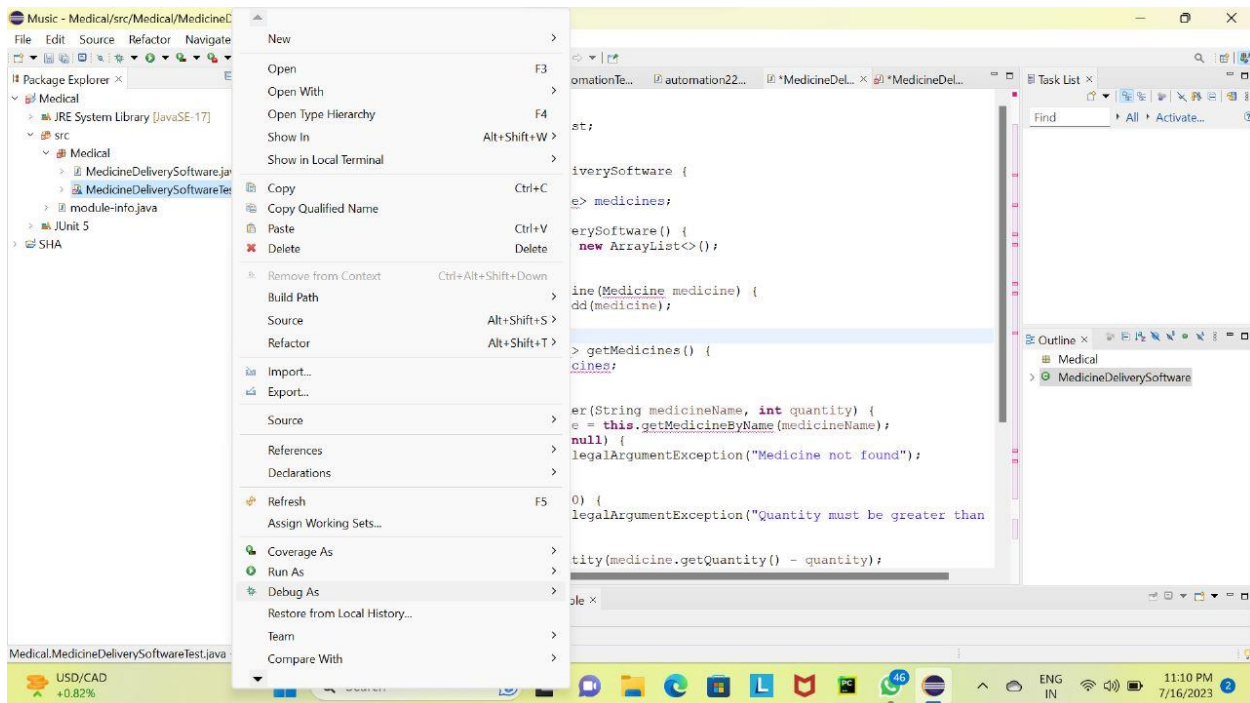 Music - Medical/src/Medical/MedicineD
File Edit Source Refactor Navigate
Package Explorer ×
Medical
JRE System Library [JavaSE-17]
src
Medical
MedicineDeliverySoftware.jav
MedicineDeliverySoftwareTes
module-info.java
JUnit 5
SHA
New
Open F3
Open With
Open Type Hierarchy F4
Show In Alt+Shift+W >
Show in Local Terminal
Copy Ctrl+C
Copy Qualified Name
Paste Ctrl+V
Delete Delete
Remove from Context Ctrl+Alt+Shift+Down
Build Path
Source Alt+Shift+S >
Refactor Alt+Shift+T >
Import...
Export...
Source
References
Declarations
Refresh F5
Assign Working Sets...
Coverage As
Run As
Debug As
Restore from Local History...
Team
Compare With
omationTe... automation22... *MedicineDel... × *MedicineDel...
st;
iverySoftware {
e> medicines;
erySoftware() {
new ArrayList<>();
ine(Medicine medicine) {
dd(medicine);
> getMedicines() {
cines;
er(String medicineName, int quantity) {
e = this.getMedicineByName(medicineName);
null) {
legalArgumentException("Medicine not found");
0) {
legalArgumentException("Quantity must be greater than
tity(medicine.getQuantity() - quantity);
ole ×
Task List ×
Find All Activate...
Outline ×
Medical
MedicineDeliverySoftware
Medical.MedicineDeliverySoftwareTest.java
USD/CAD
+0.82%
PC
46
ENG
IN
11:10 PM
7/16/2023
2